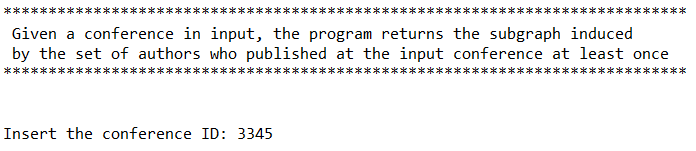 ****************************************************************************
Given a conference in input, the program returns the subgraph induced
by the set of authors who published at the input conference at least once
****************************************************************************
Insert the conference ID: 3345